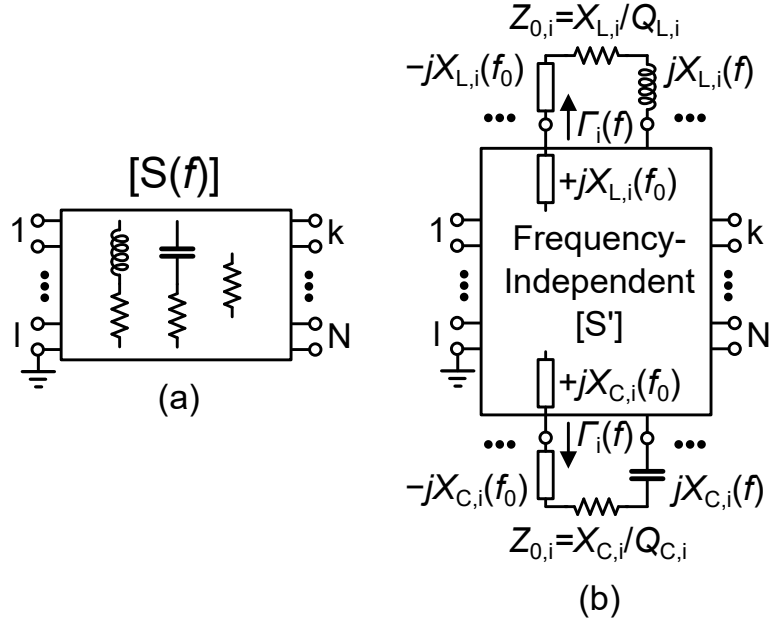 [S(f)]
1
k
•••
•••
l
N
(a)
Z0,i=XL,i/QL,i
−jXL,i(f0)
jXL,i(f)
•••
Γi(f)
•••
+jXL,i(f0)
1
k
Frequency-
Independent
[S']
•••
•••
l
N
+jXC,i(f0)
•••
Γi(f)
•••
−jXC,i(f0)
jXC,i(f)
Z0,i=XC,i/QC,i
(b)